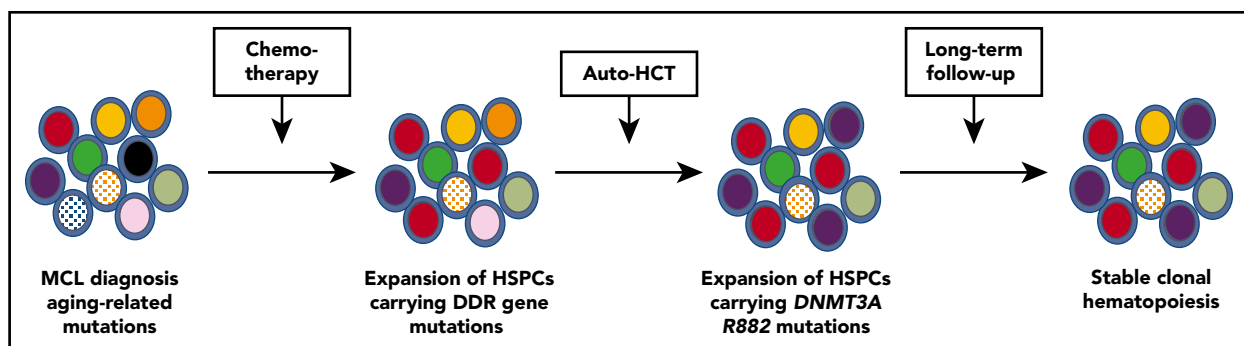 Chemo-
therapy
Auto-HCT
Long-term
follow-up
MCL diagnosis
aging-related
mutations
Expansion of HSPCs
carrying DDR gene
mutations
Expansion of HSPCs
carrying DNMT3A
R882 mutations
Stable clonal
hematopoiesis